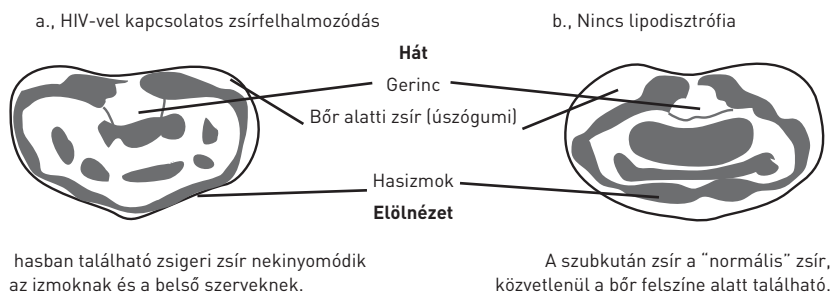 a., HIV-vel kapcsolatos zsírfelhalmozódás
b., Nincs lipodisztrófia
Hát
Gerinc
Bőr alatti zsír (úszógumi)
Hasizmok
Elölnézet
hasban található zsigeri zsír nekinyomódik
az izmoknak és a belső szerveknek.
A szubkután zsír a "normális" zsír,
közvetlenül a bőr felszíne alatt található.